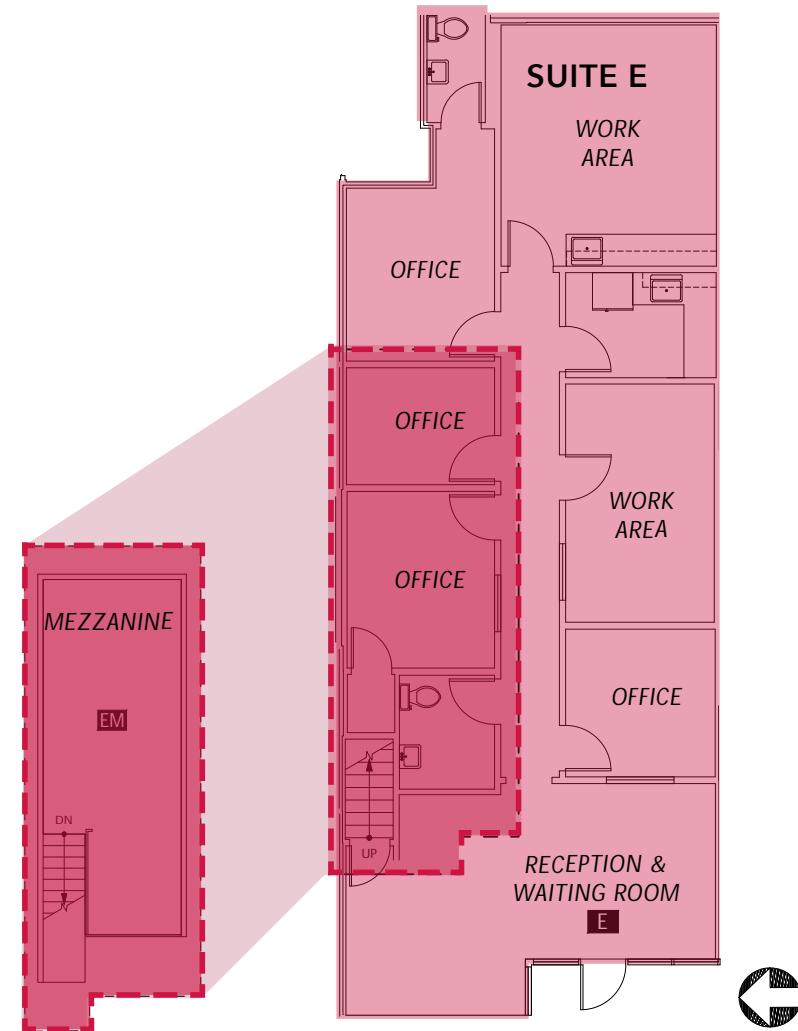 SUITE E
WORK
AREA
OFFICE
OFFICE
WORK
AREA
OFFICE
MEZZANINE
OFFICE
EM
DN
UP
RECEPTION &
WAITING ROOM
E